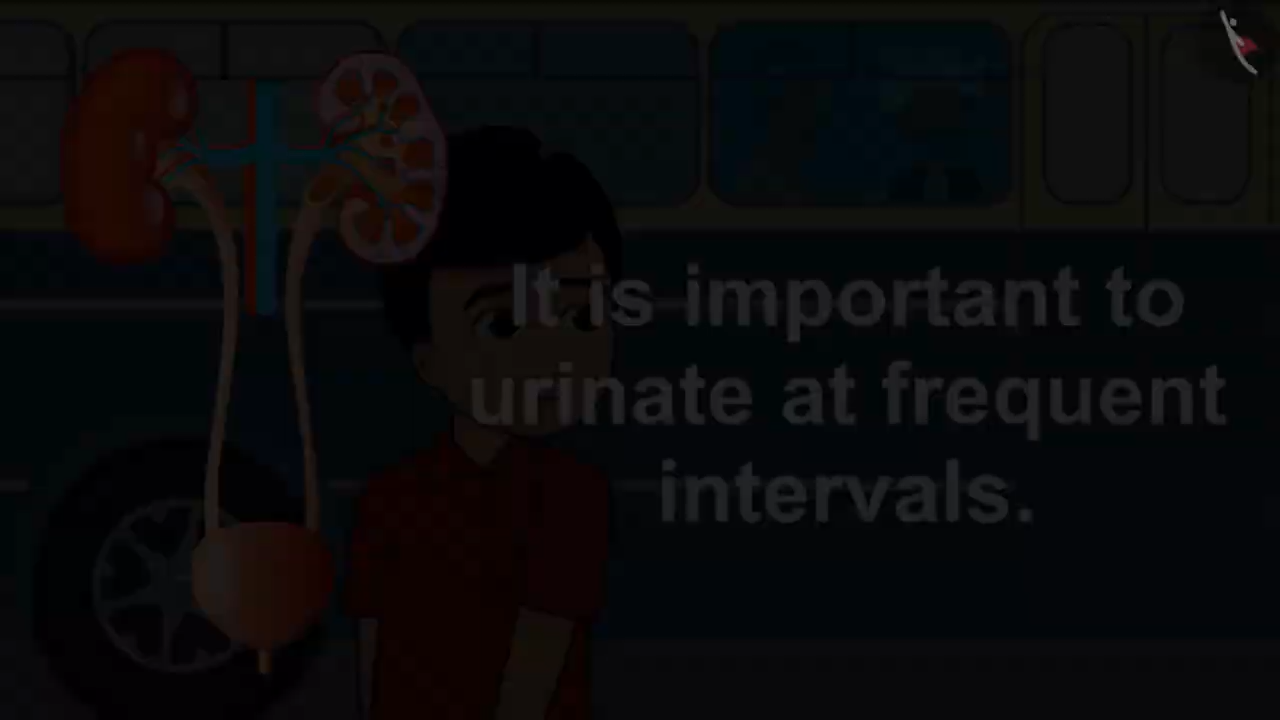 It is important to
urinate at frequent
intervals.